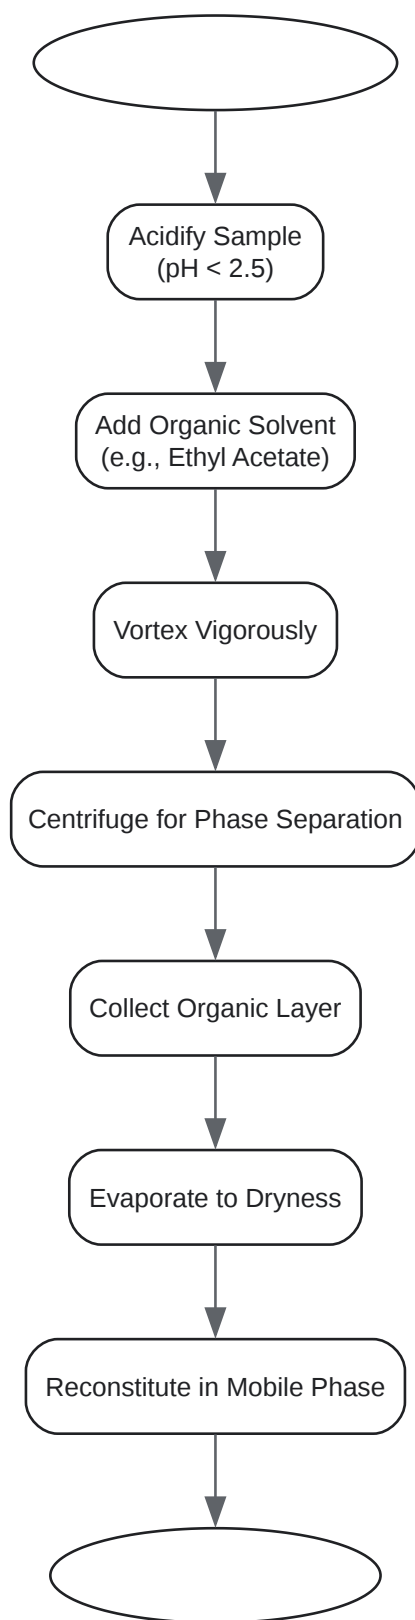 Acidify Sample
(pH < 2.5)
Add Organic Solvent
(e.g., Ethyl Acetate)
Vortex Vigorously
Centrifuge for Phase Separation
Collect Organic Layer
Evaporate to Dryness
Reconstitute in Mobile Phase